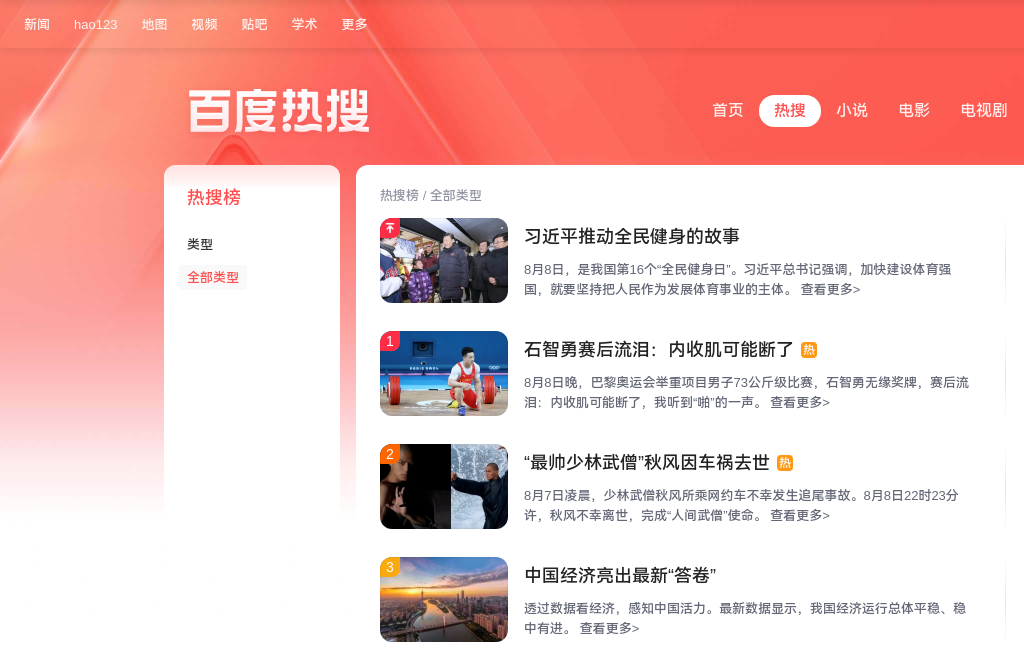 新闻 hao123 地图 视频 贴吧 学术 更多
百度热搜
首页 热搜 小说 电影 电视剧
热搜榜
类型
全部类型
热搜榜 / 全部类型
习近平推动全民健身的故事
8月8日，是我国第16个“全民健身日”。习近平总书记强调，加快建设体育强
国，就要坚持把人民作为发展体育事业的主体。 查看更多>
1
石智勇赛后流泪：内收肌可能断了 热
8月8日晚，巴黎奥运会举重项目男子73公斤级比赛，石智勇无缘奖牌，赛后流
泪：内收肌可能断了，我听到“啪”的一声。 查看更多>
2
“最帅少林武僧”秋风因车祸去世 热
8月7日凌晨，少林武僧秋风所乘网约车不幸发生追尾事故。8月8日22时23分
许，秋风不幸离世，完成“人间武僧”使命。 查看更多>
3
中国经济亮出最新“答卷”
透过数据看经济，感知中国活力。最新数据显示，我国经济运行总体平稳、稳
中有进。 查看更多>